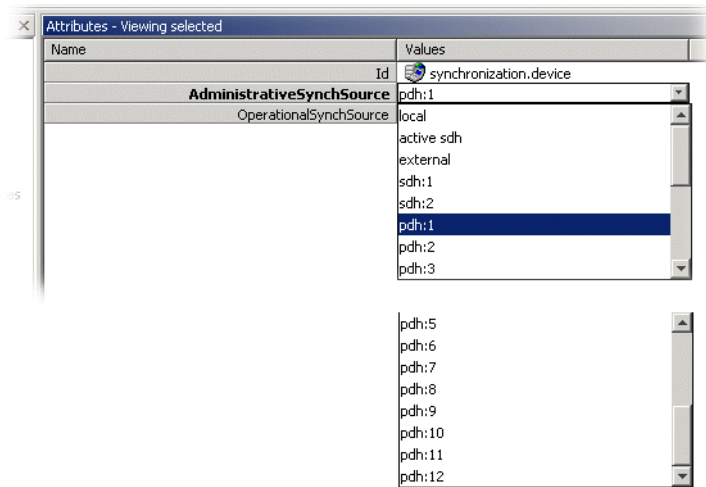 Attributes - Viewing selected
Name Values
Id synchronization.device
AdministrativeSynchSource pdh:1
OperationalSynchSource local
active sdh
external
sdh:1
sdh:2
pdh:1
pdh:2
pdh:3
es
pdh:5
pdh:6
pdh:7
pdh:8
pdh:9
pdh:10
pdh:11
pdh:12